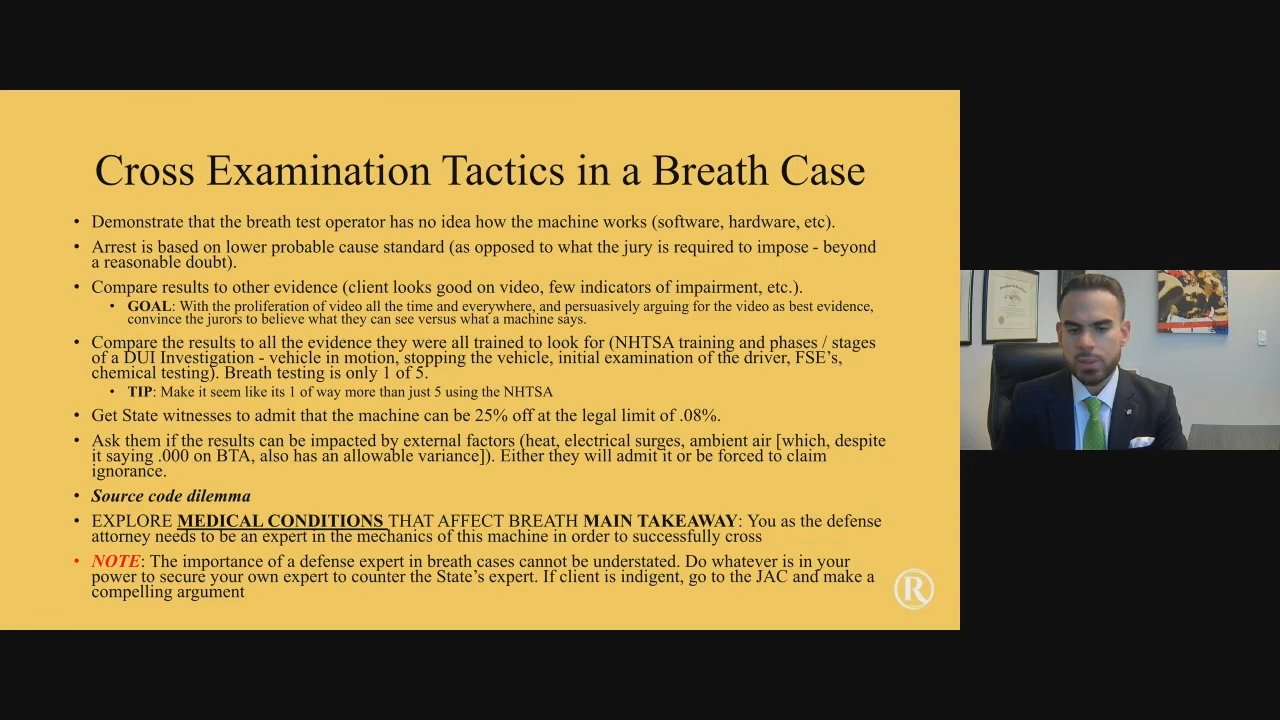 Cross Examination Tactics in a Breath Case
• Demonstrate that the breath test operator has no idea how the machine works (software, hardware, etc).
• Arrest is based on lower probable cause standard (as opposed to what the jury is required to impose - beyond
a reasonable doubt).
• Compare results to other evidence (client looks good on video, few indicators of impairment, etc.).
• GOAL: With the proliferation of video all the time and everywhere, and persuasively arguing for the video as best evidence,
convince the jurors to believe what they can see versus what a machine says.
• Compare the results to all the evidence they were all trained to look for (NHTSA training and phases / stages
of a DUI Investigation - vehicle in motion, stopping the vehicle, initial examination of the driver, FSE's,
chemical testing). Breath testing is only 1 of 5.
• TIP: Make it seem like its 1 of way more than just 5 using the NHTSA
• Get State witnesses to admit that the machine can be 25% off at the legal limit of .08%.
• Ask them if the results can be impacted by external factors (heat, electrical surges, ambient air [which, despite
it saying .000 on BTA, also has an allowable variance]). Either they will admit it or be forced to claim
ignorance.
• Source code dilemma
• EXPLORE MEDICAL CONDITIONS THAT AFFECT BREATH MAIN TAKEAWAY: You as the defense
attorney needs to be an expert in the mechanics of this machine in order to successfully cross
• NOTE: The importance of a defense expert in breath cases cannot be understated. Do whatever is in your
power to secure your own expert to counter the State's expert. If client is indigent, go to the JAC and make a
compelling argument
R